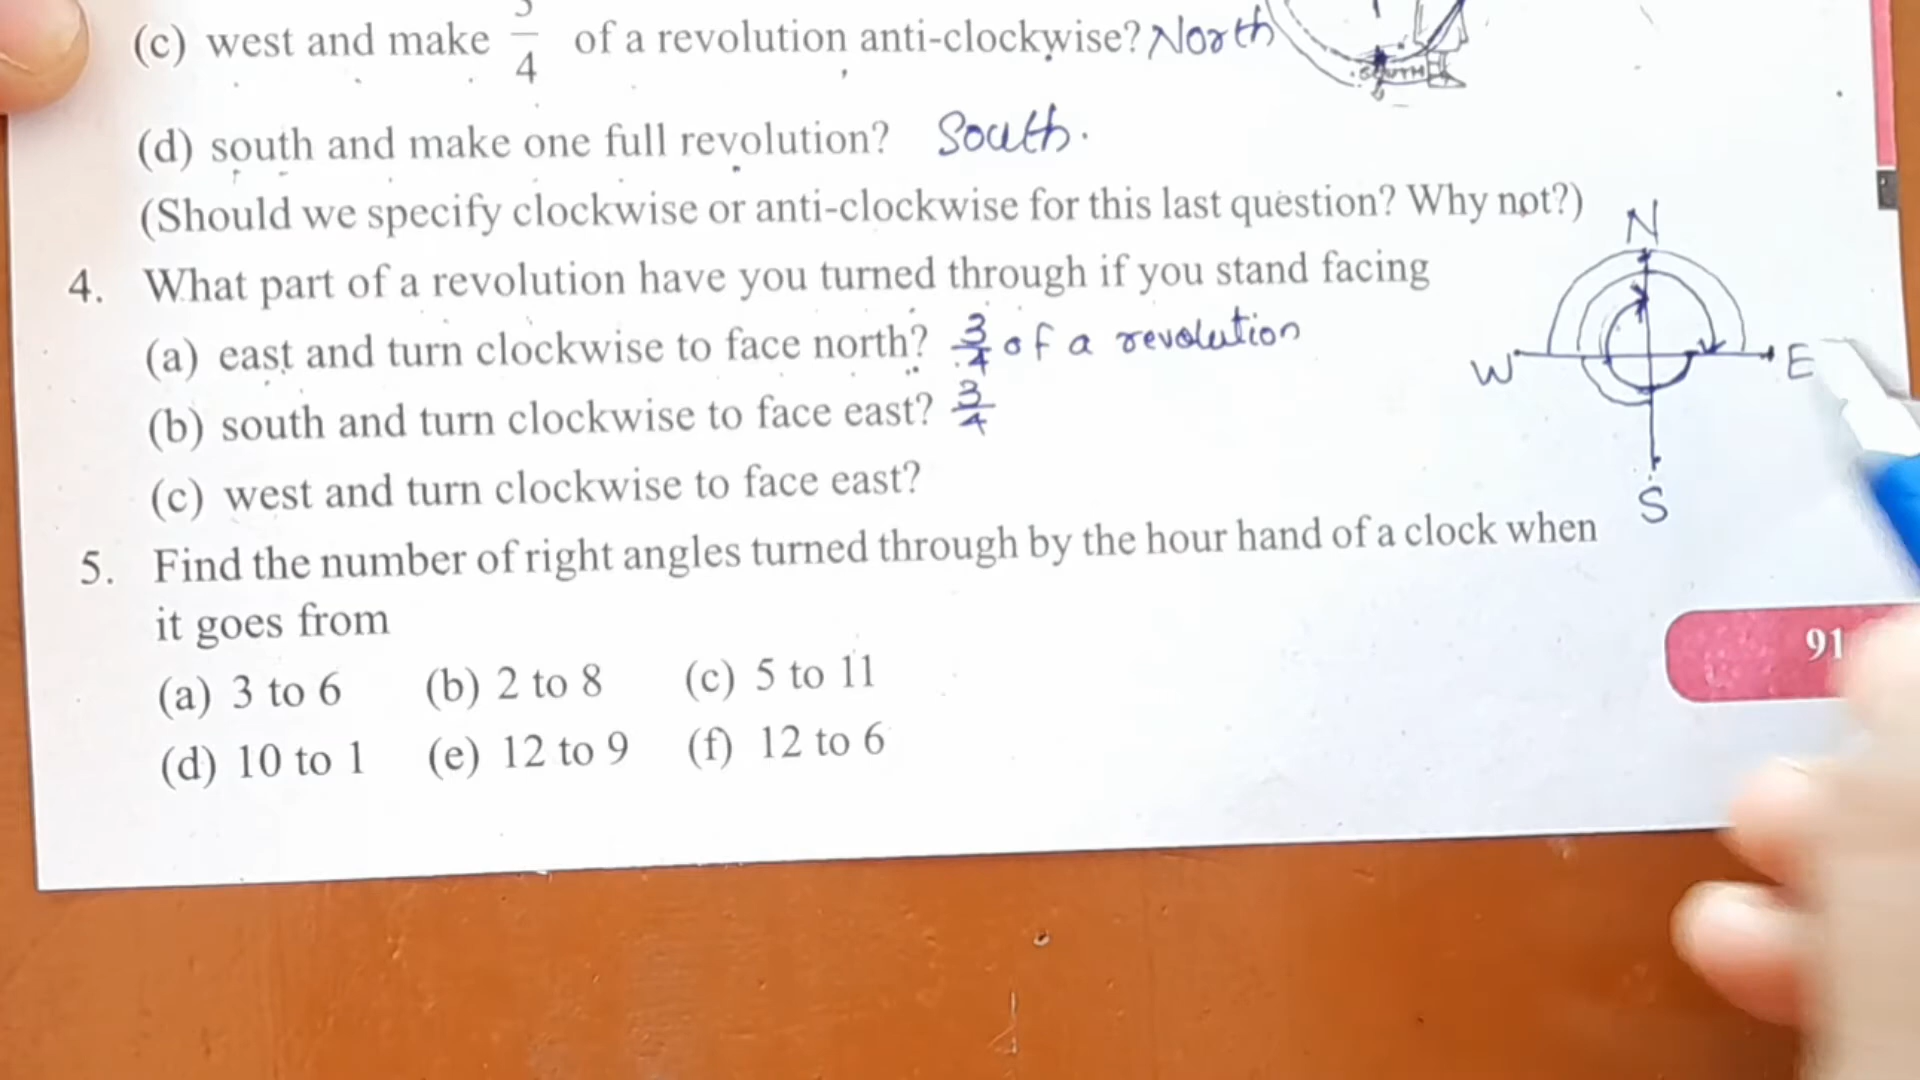 (c) west and make 3/4 of a revolution anti-clockwise? North
SOUTH
(d) south and make one full revolution? South.
(Should we specify clockwise or anti-clockwise for this last question? Why not?)
N
4. What part of a revolution have you turned through if you stand facing
(a) east and turn clockwise to face north? 3/4 of a revolution
W E
(b) south and turn clockwise to face east? 3/4
(c) west and turn clockwise to face east?
S
5. Find the number of right angles turned through by the hour hand of a clock when
it goes from
91
(a) 3 to 6 (b) 2 to 8 (c) 5 to 11
(d) 10 to 1 (e) 12 to 9 (f) 12 to 6